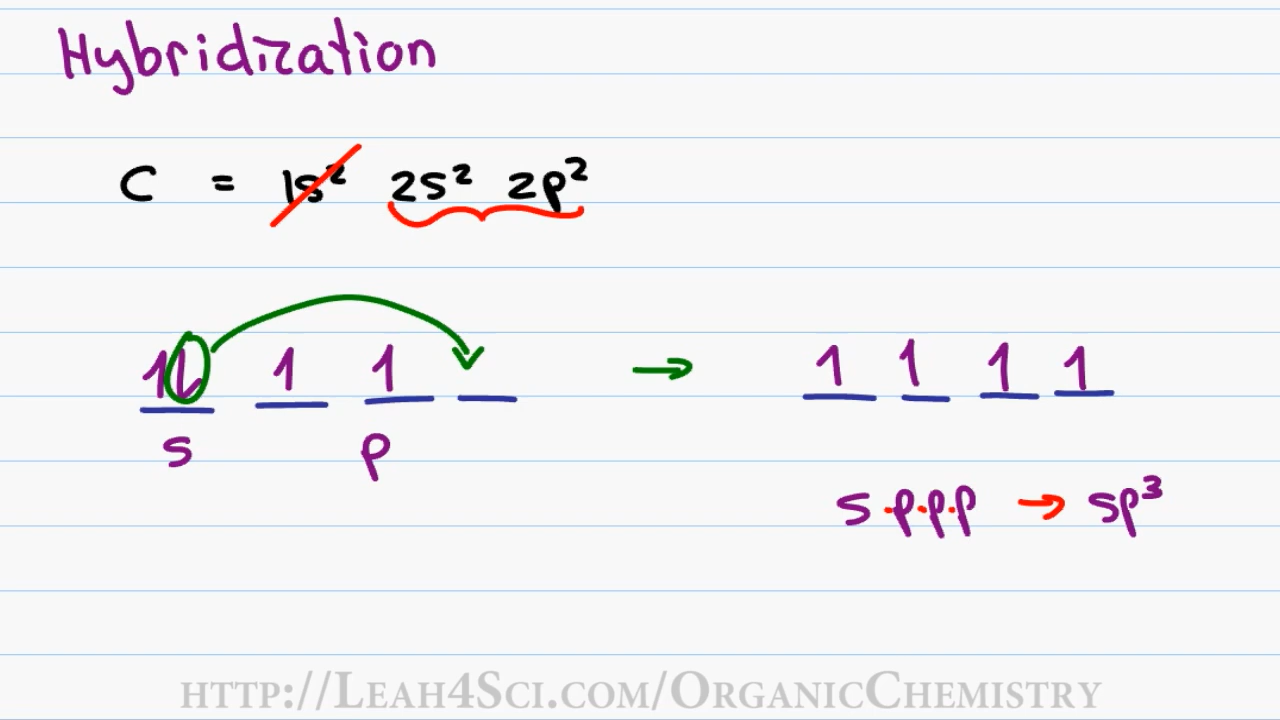 Hybridization
C = 1s² 2s² 2p²
1 1 1 1 → 1 1 1 1
s p
s·p·p·p → sp³
HTTP://LEAH4SCI.COM/ORGANICCHEMISTRY